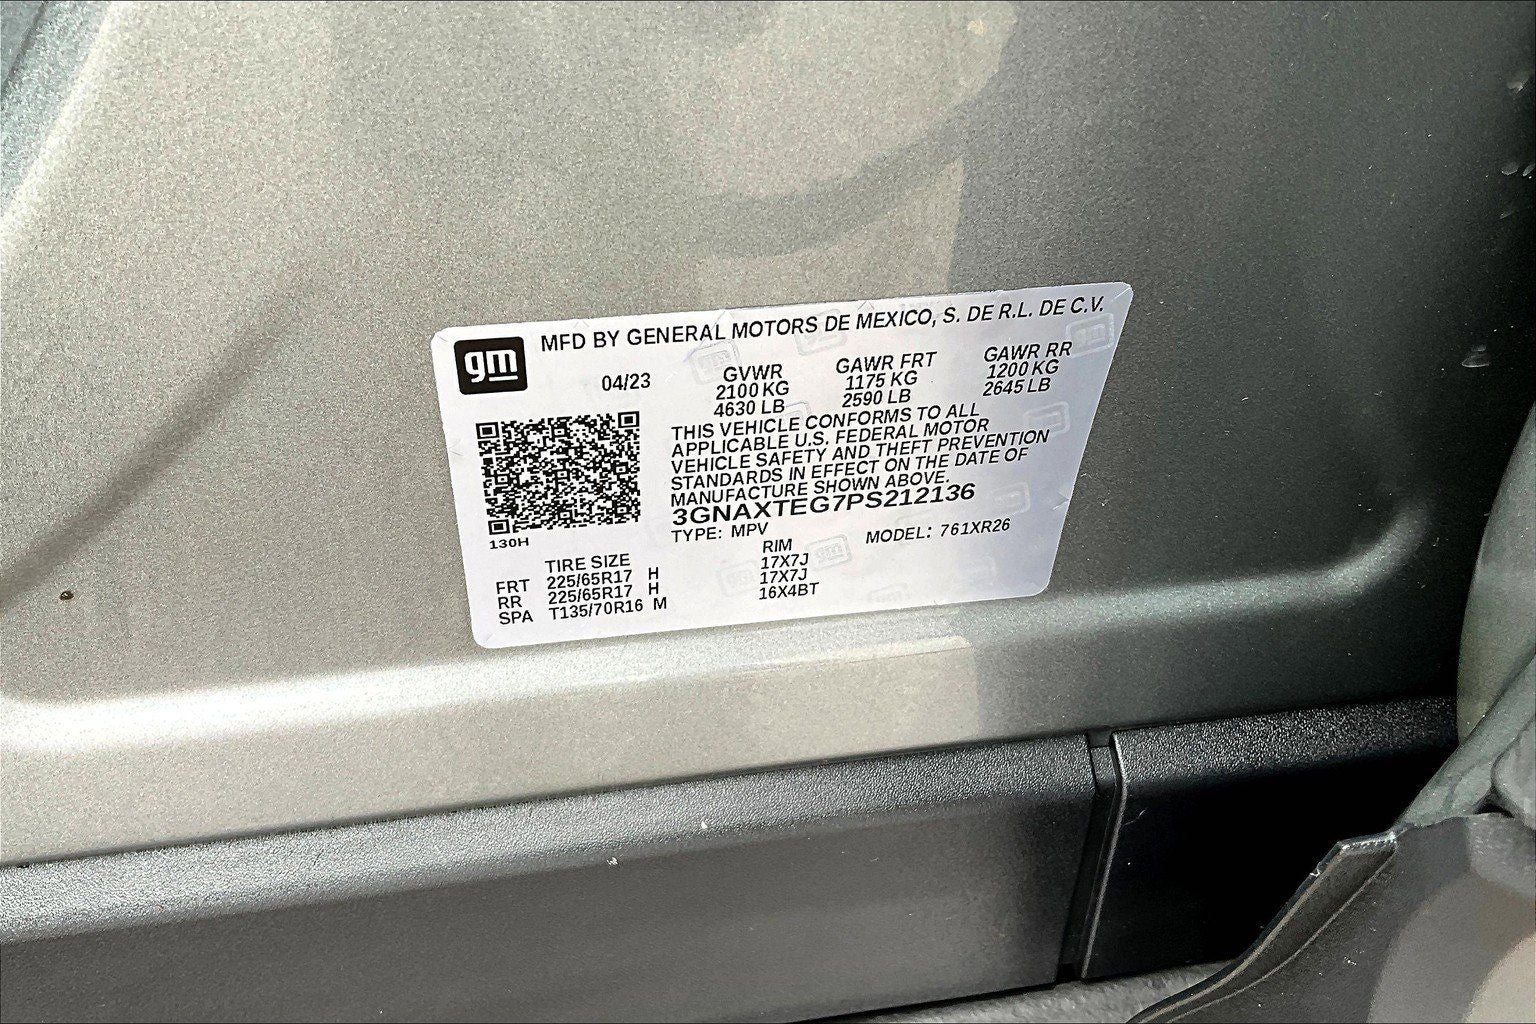 gm
MFD BY GENERAL MOTORS DE MEXICO, S. DE R.L. DE C.V.
04/23
GVWR
2100 KG
4630 LB
GAWR FRT
1175 KG
2590 LB
GAWR RR
1200 KG
2645 LB
THIS VEHICLE CONFORMS TO ALL
APPLICABLE U.S. FEDERAL MOTOR
VEHICLE SAFETY AND THEFT PREVENTION
STANDARDS IN EFFECT ON THE DATE OF
MANUFACTURE SHOWN ABOVE.
3GNAXTEG7PS212136
TYPE: MPV MODEL: 761XR26
130H
TIRE SIZE RIM
FRT 225/65R17 H 17X7J
RR 225/65R17 H 17X7J
SPA T135/70R16 M 16X4BT